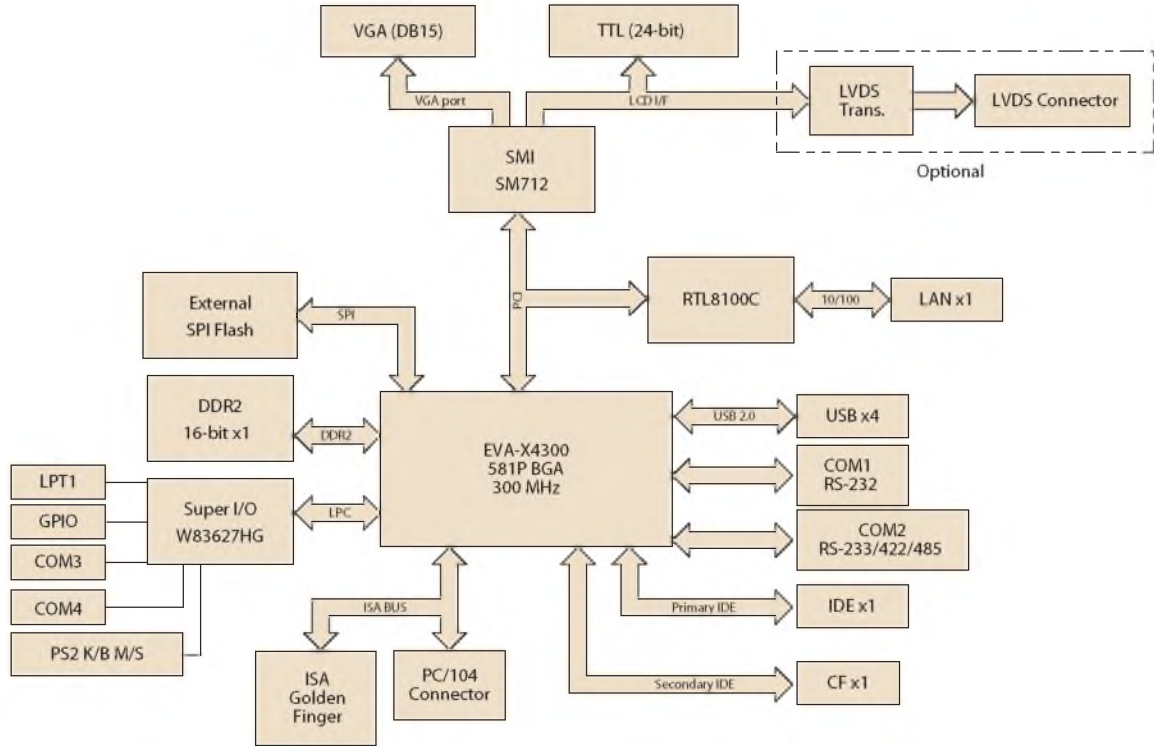 VGA (DB15)
TTL (24-bit)
LVDS
Trans.
LVDS Connector
VGA port
LCD I/F
Optional
SMI
SM712
PCI
RTL8100C
10/100
LAN x1
External
SPI Flash
SPI
DDR2
16-bit x1
DDR2
EVA-X4300
581P BGA
300 MHz
USB 2.0
USB x4
COM1
RS-232
COM2
RS-233/422/485
LPT1
GPIO
COM3
COM4
PS2 K/B M/S
Super I/O
W83627HG
LPC
ISA BUS
ISA
Golden
Finger
PC/104
Connector
Primary IDE
IDE x1
Secondary IDE
CF x1